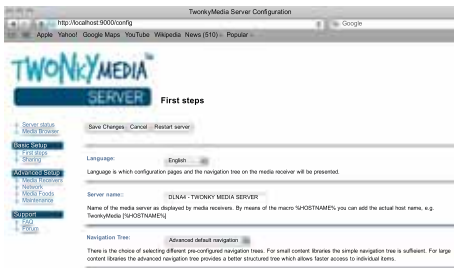 TwonkyMedia Server Configuration
http://localhost:9000/config
Google
Apple Yahoo! Google Maps YouTube Wikipedia News (510) Popular
TWONKYMEDIA™
SERVER
First steps
Server status
Media Browser
Save Changes Cancel Restart server
Basic Setup
First steps
Sharing
Advanced Setup
Media Receivers
Network
Media Foods
Maintenance
Support
FAQ
Forum
Language: English
Language is which configuration pages and the navigation tree on the media receiver will be presented.
Server name:: DLNA4 - TWONKY MEDIA SERVER
Name of the media server as displayed by media receivers. By means of the macro %HOSTNAME% you can add the actual host name, e.g.
TwonkyMedia [%HOSTNAME%]
Navigation Tree: Advanced default navigation
There is the choice of selecting different pre-configured navigation trees. For small content libraries the simple navigation tree is suffieient. For large
content libraries the advanced navigation tree provides a better structured tree which allows faster access to individual items.